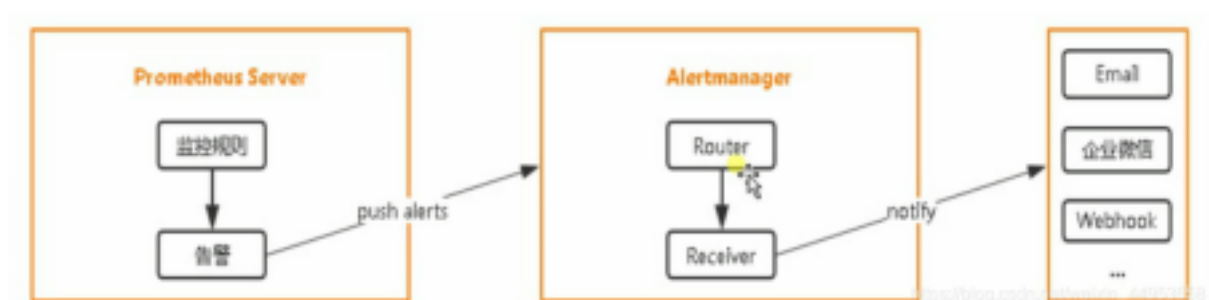 Prometheus Server
监控规则
告警
push alerts
Alertmanager
Router
Receiver
notify
Email
企业微信
Webhook
...